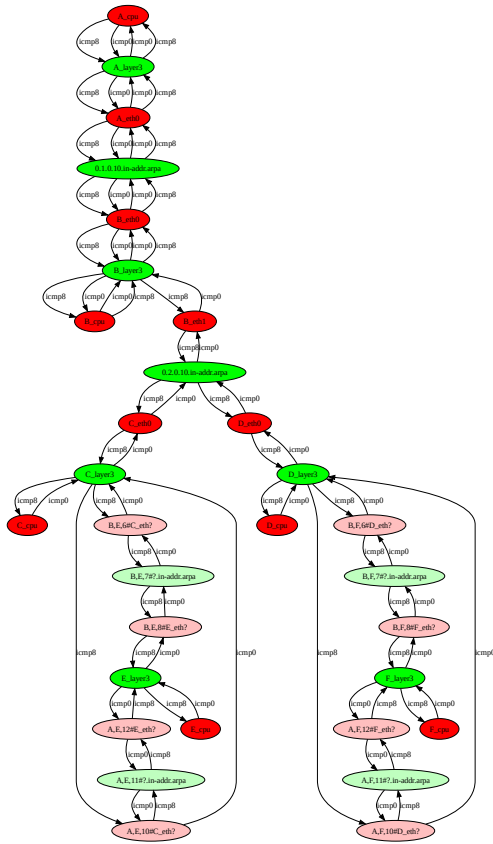 A_cpu
icmp8 icmp0 icmp0 icmp8
A_layer3
icmp8 icmp0 icmp0 icmp8
A_eth0
icmp8 icmp0 icmp0 icmp8
0.1.0.10.in-addr.arpa
icmp8 icmp0 icmp0 icmp8
B_eth0
icmp8 icmp0 icmp0 icmp8
B_layer3
icmp8 icmp0 icmp0 icmp8 icmp8 icmp0
B_cpu B_eth1
icmp8 icmp0
0.2.0.10.in-addr.arpa
icmp8 icmp0 icmp8 icmp0
C_eth0 D_eth0
icmp8 icmp0 icmp8 icmp0
C_layer3 D_layer3
icmp8 icmp0 icmp8 icmp0 icmp8 icmp0 icmp8 icmp0
C_cpu B,E,6#C_eth? D_cpu B,F,6#D_eth?
icmp8 icmp0 icmp8 icmp0
B,E,7#?.in-addr.arpa B,F,7#?.in-addr.arpa
icmp8 icmp0 icmp8 icmp0
B,E,8#E_eth? B,F,8#F_eth?
icmp8 icmp8 icmp0 icmp0 icmp8 icmp8 icmp0 icmp0
E_layer3 F_layer3
icmp0 icmp8 icmp8 icmp0 icmp0 icmp8 icmp8 icmp0
A,E,12#E_eth? E_cpu A,F,12#F_eth? F_cpu
icmp0 icmp8 icmp0 icmp8
A,E,11#?.in-addr.arpa A,F,11#?.in-addr.arpa
icmp0 icmp8 icmp0 icmp8
A,E,10#C_eth? A,F,10#D_eth?